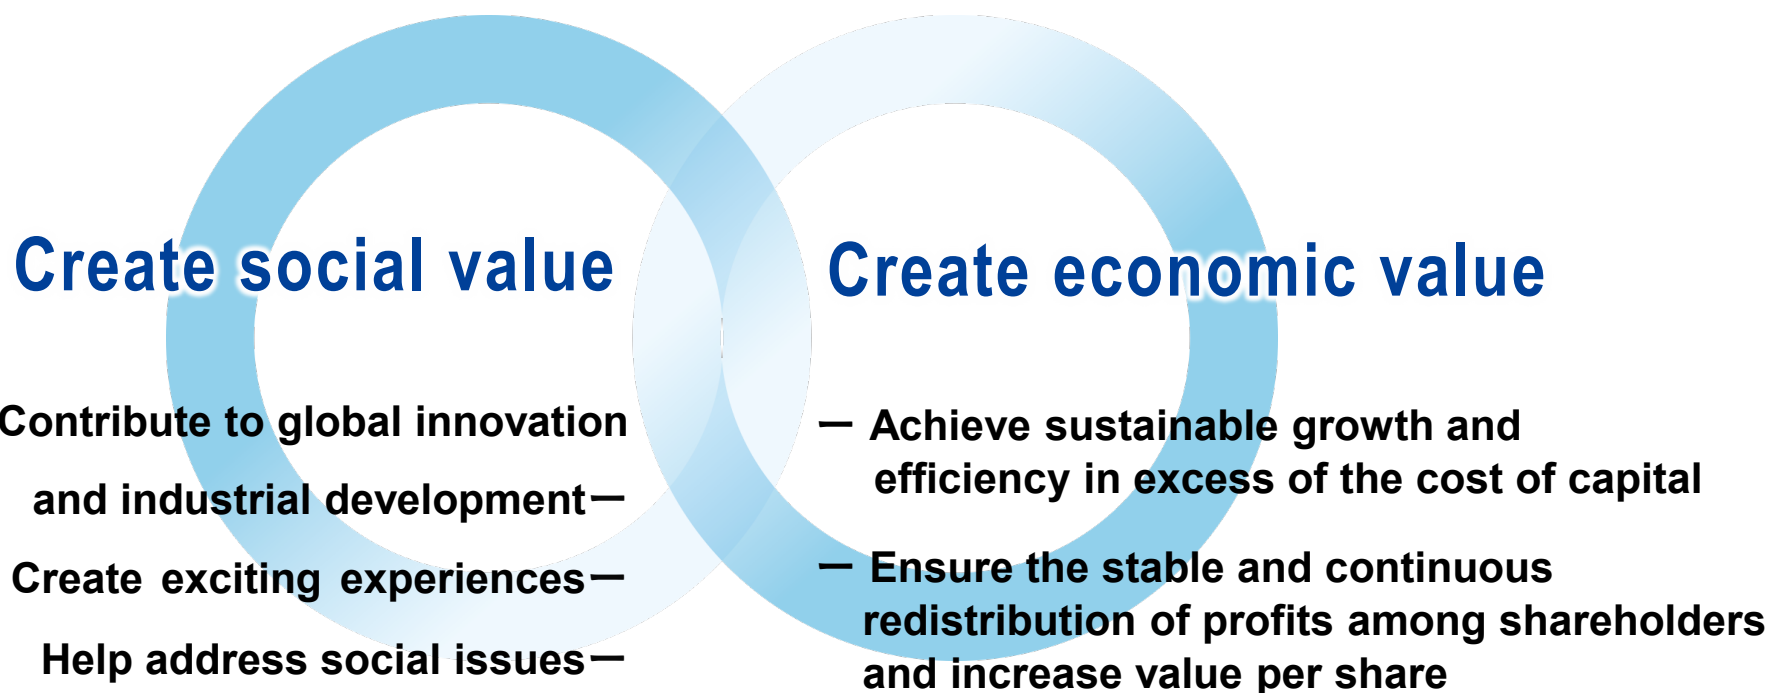 Create social value
Contribute to global innovation
and industrial development—
Create exciting experiences—
Help address social issues—
Create economic value
— Achieve sustainable growth and
efficiency in excess of the cost of capital
— Ensure the stable and continuous
redistribution of profits among shareholders
and increase value per share